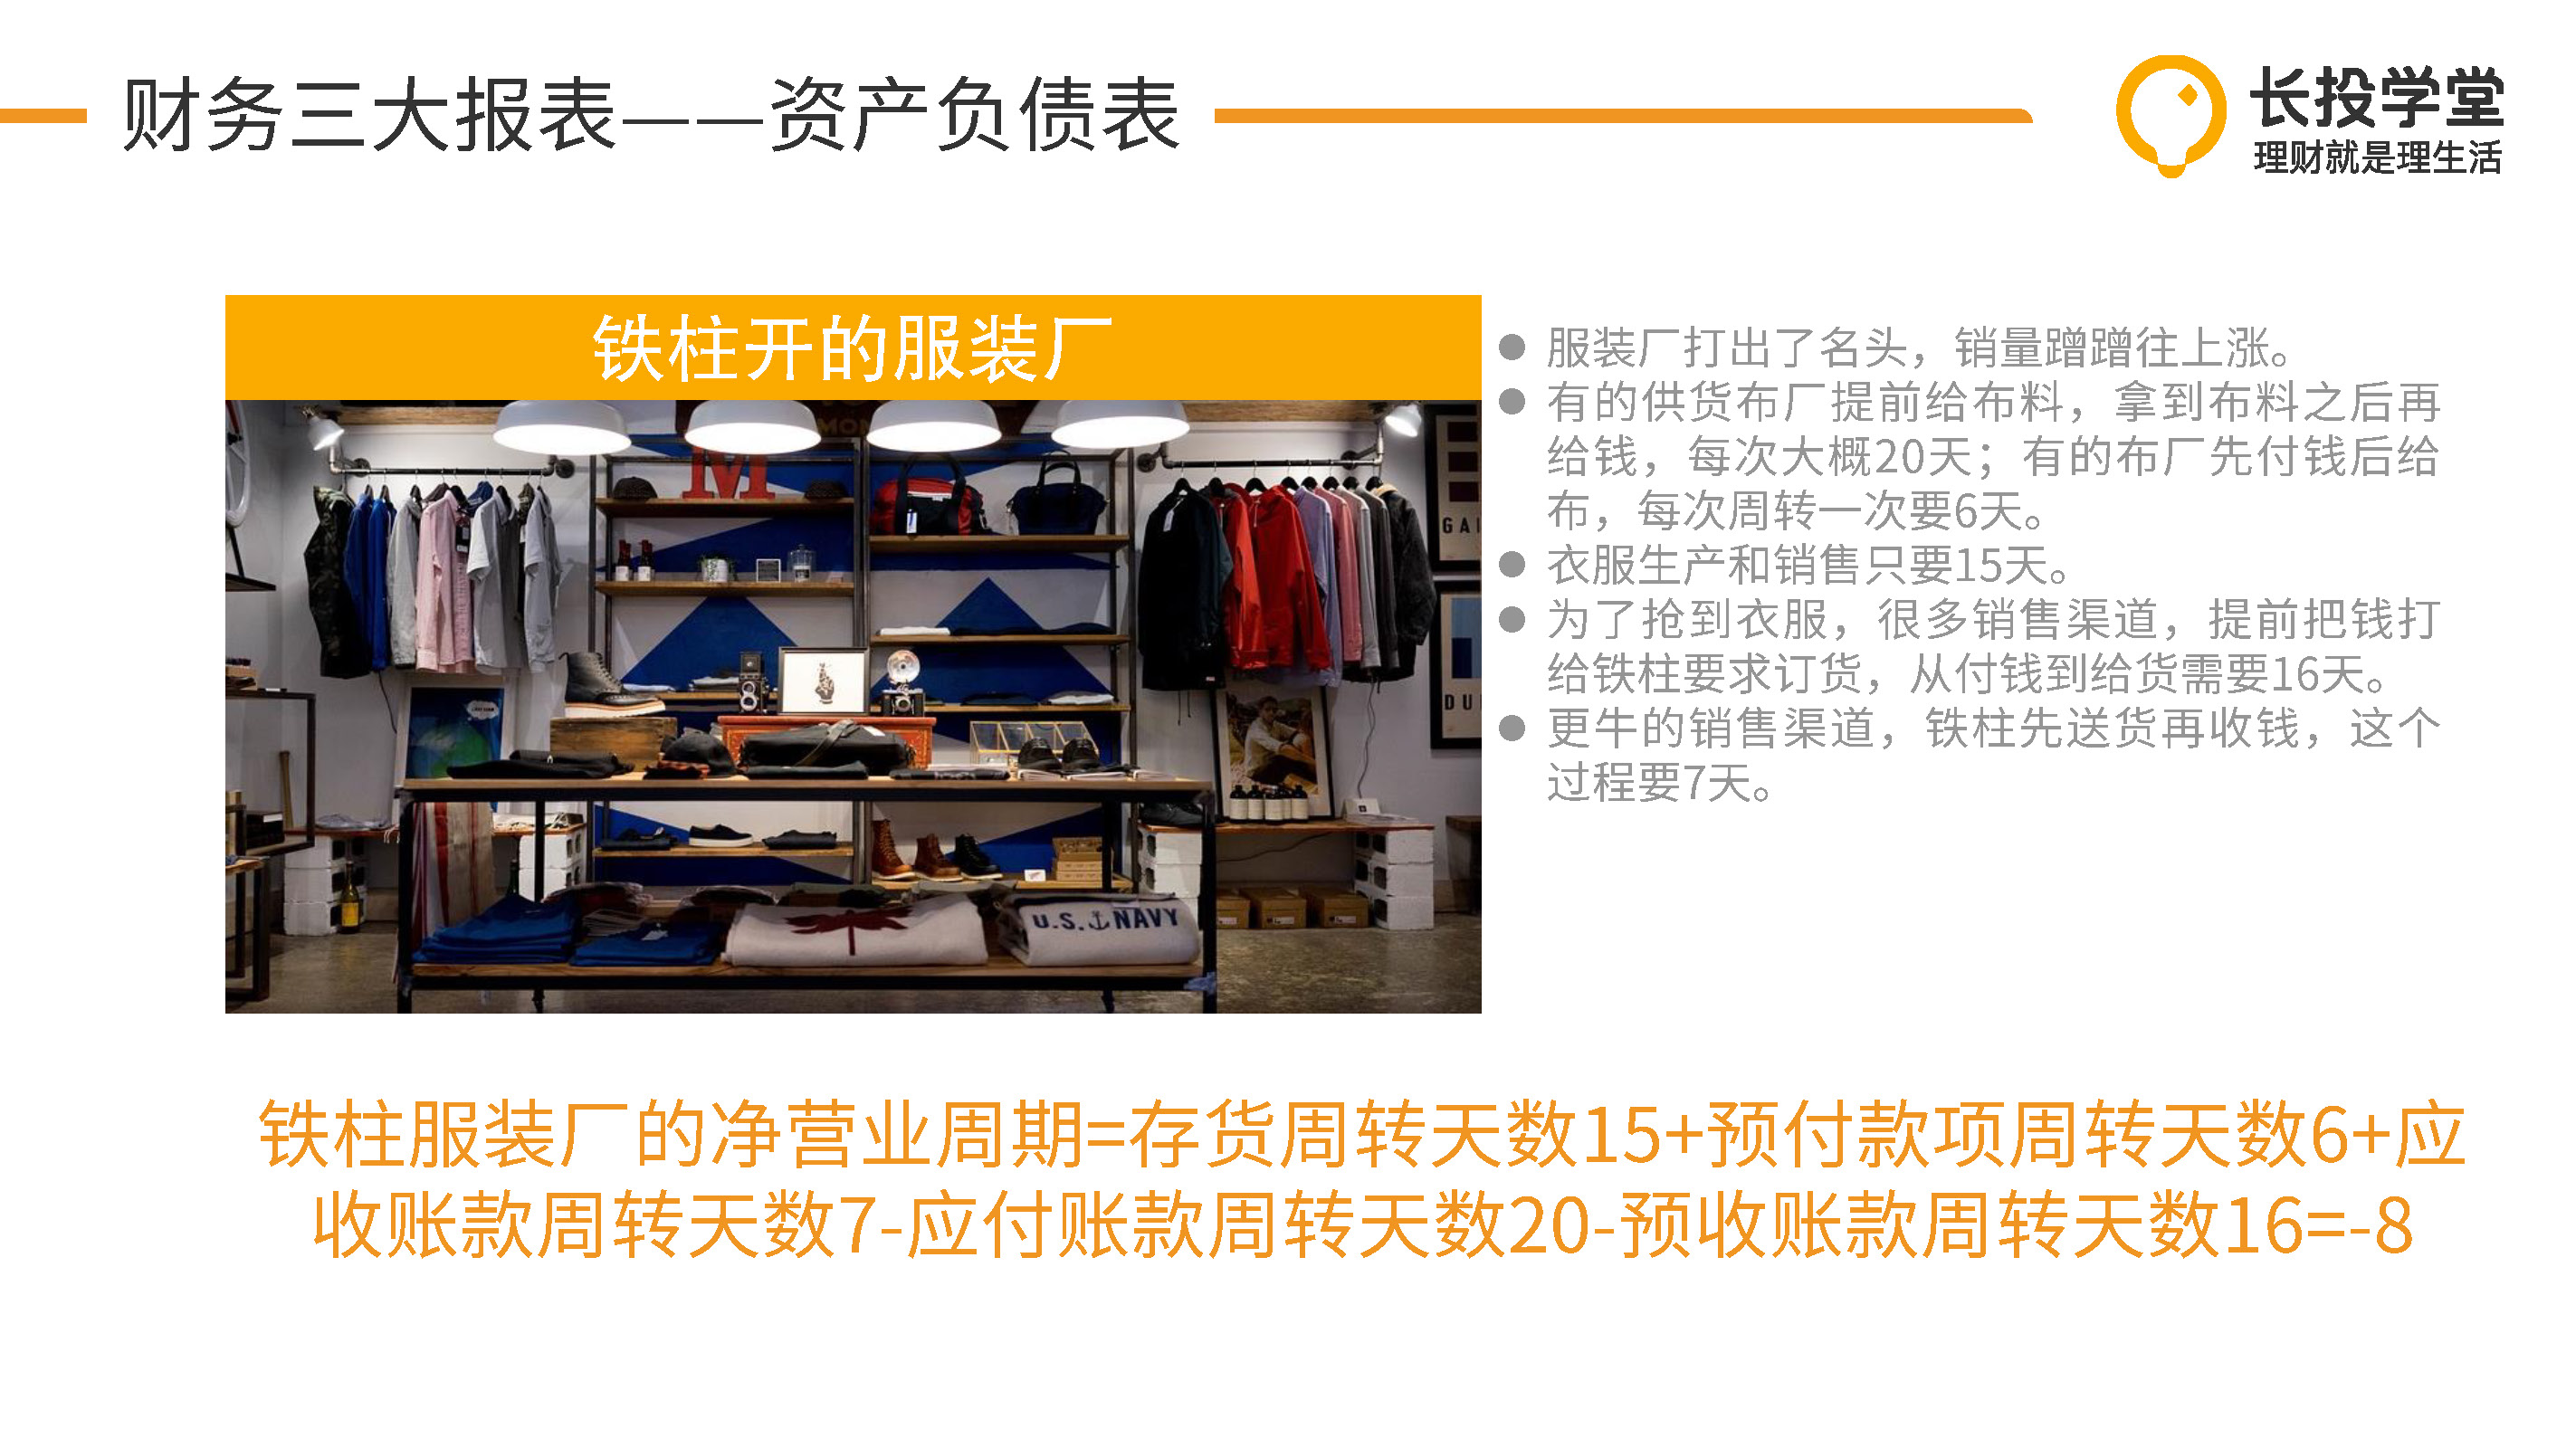 财务三大报表——资产负债表
长投学堂
理财就是理生活
铁柱开的服装厂
服装厂打出了名头，销量蹭蹭往上涨。
有的供货布厂提前给布料，拿到布料之后再
给钱，每次大概20天；有的布厂先付钱后给
布，每次周转一次要6天。
衣服生产和销售只要15天。
为了抢到衣服，很多销售渠道，提前把钱打
给铁柱要求订货，从付钱到给货需要16天。
更牛的销售渠道，铁柱先送货再收钱，这个
过程要7天。
M
GA
DU
U.S. NAVY
铁柱服装厂的净营业周期=存货周转天数15+预付款项周转天数6+应
收账款周转天数7-应付账款周转天数20-预收账款周转天数16=-8